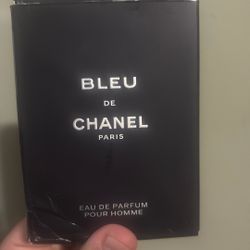 BLEU
DE
CHANEL
PARIS
EAU DE PARFUM
POUR HOMME